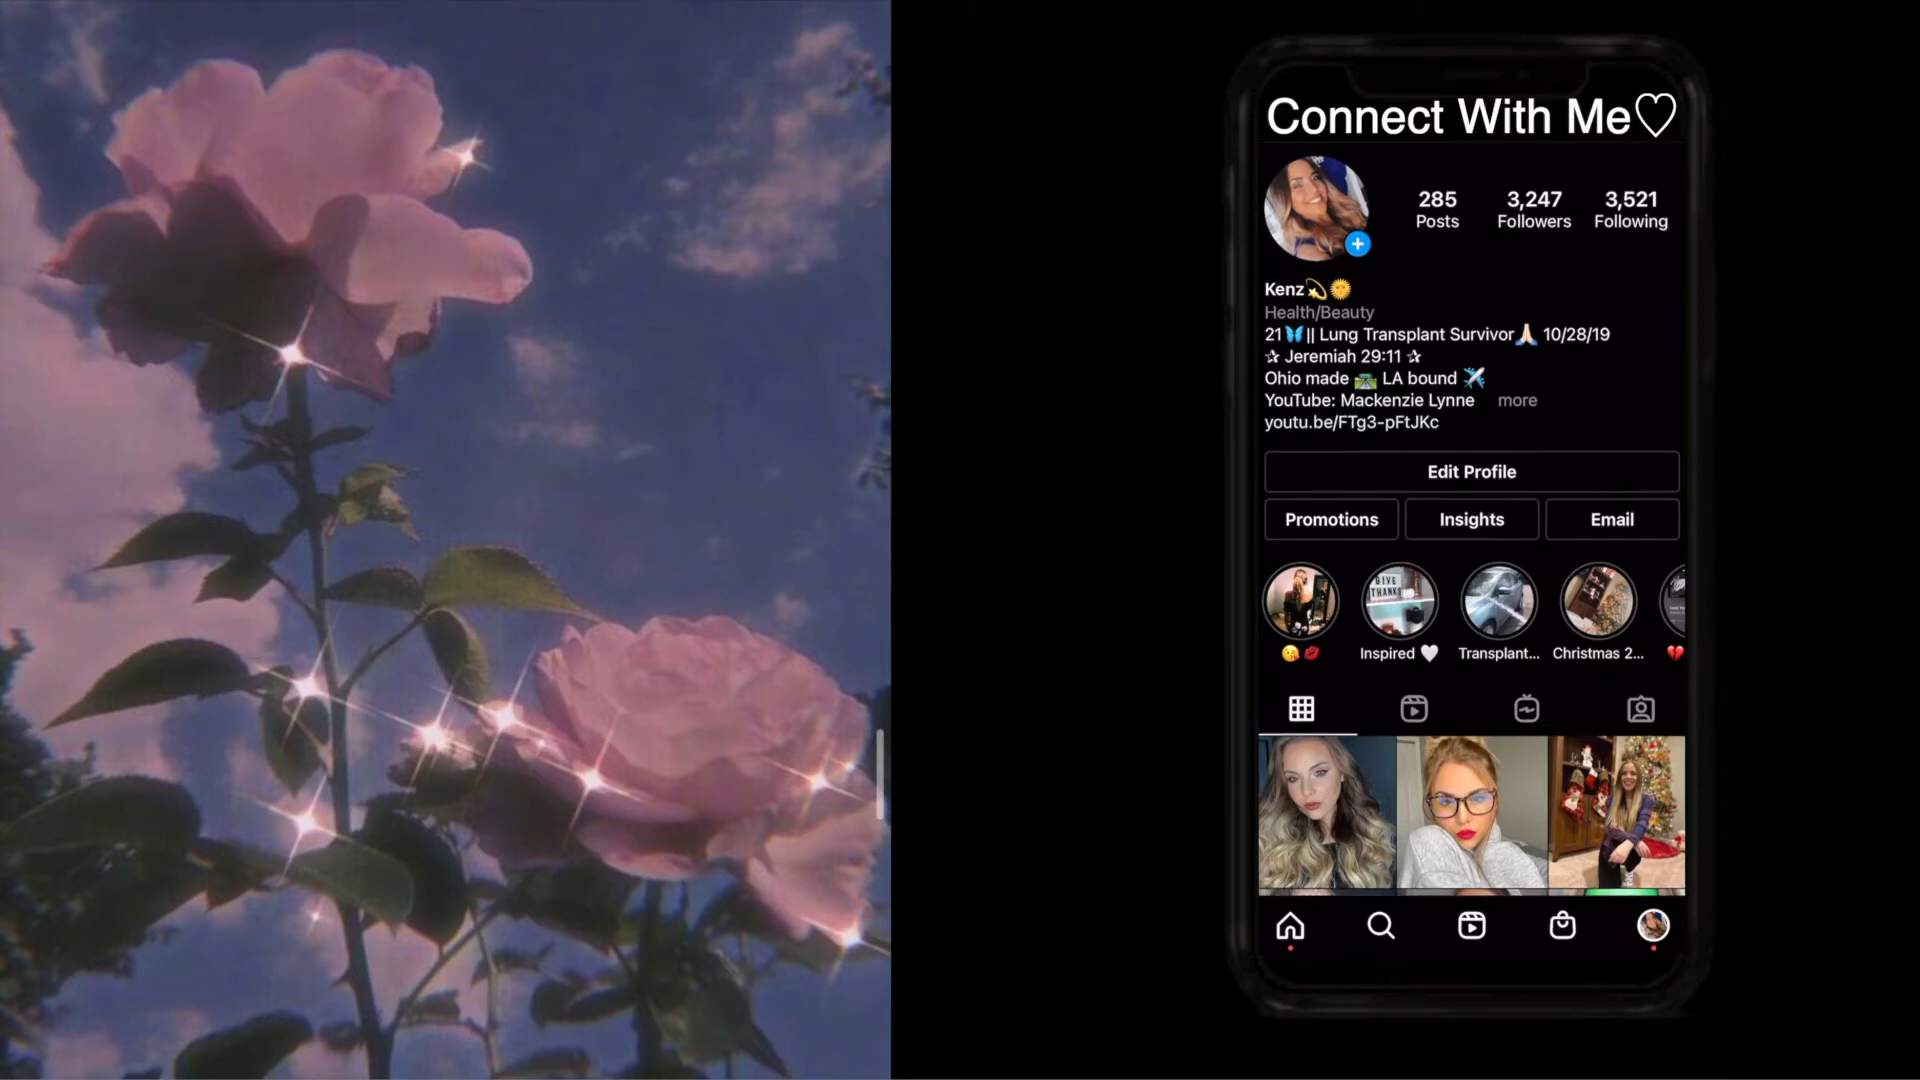 Connect With Me♡
285 3,247 3,521
Posts Followers Following
Kenz💫🌞
Health/Beauty
21🦋|| Lung Transplant Survivor🙏🏻 10/28/19
✰ Jeremiah 29:11 ✰
Ohio made 🛣️ LA bound ✈️
YouTube: Mackenzie Lynne more
youtu.be/FTg3-pFtJKc
Edit Profile
Promotions Insights Email
GIVE
THANKS
😘💋 Inspired 🤍 Transplant... Christmas 2... 💔